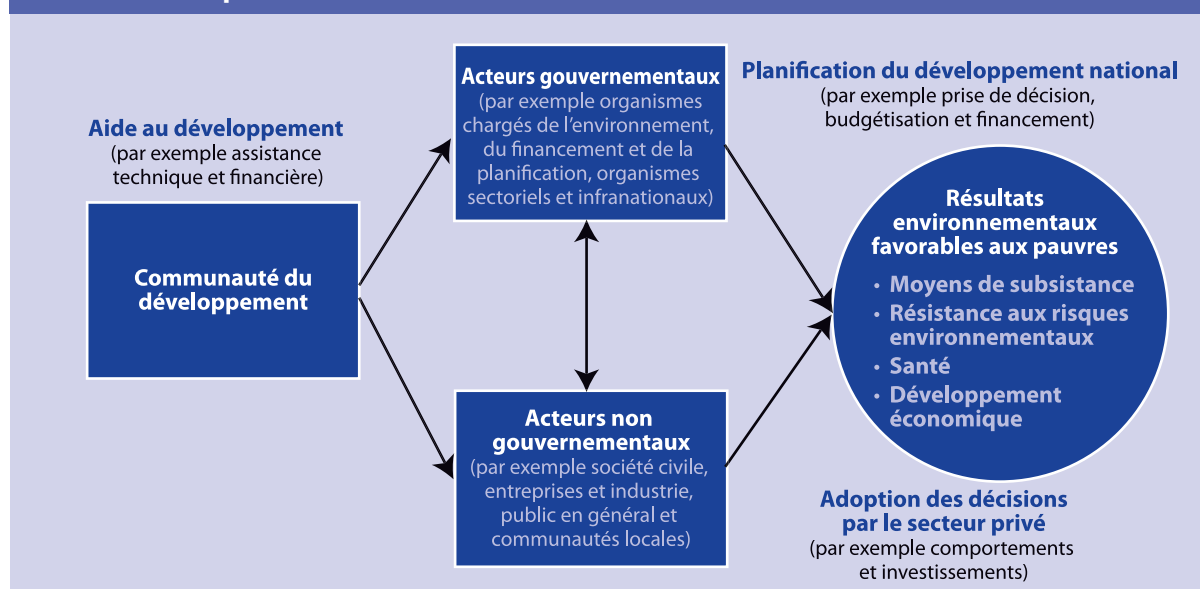 Aide au développement
(par exemple assistance
technique et financière)
Communauté du
développement
Acteurs gouvernementaux
(par exemple organismes
chargés de l'environnement,
du financement et de la
planification, organismes
sectoriels et infranationaux)
Acteurs non
gouvernementaux
(par exemple société civile,
entreprises et industrie,
public en général et
communautés locales)
Planification du développement national
(par exemple prise de décision,
budgétisation et financement)
Résultats
environnementaux
favorables aux pauvres
• Moyens de subsistance
• Résistance aux risques
environnementaux
• Santé
• Développement
économique
Adoption des décisions
par le secteur privé
(par exemple comportements
et investissements)